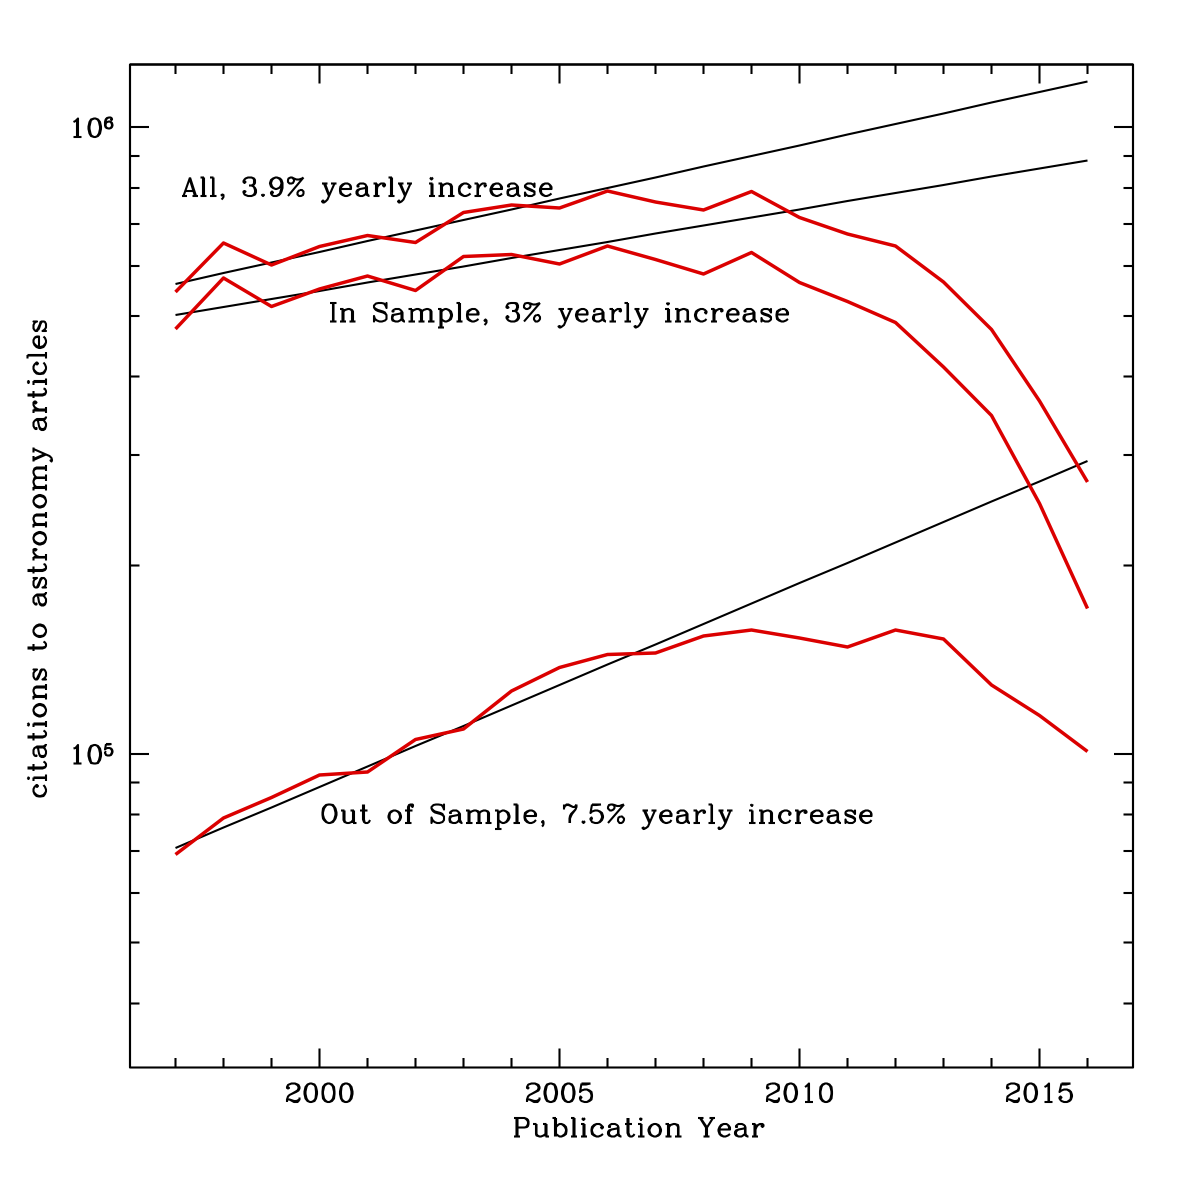 10⁶
All, 3.9% yearly increase
In Sample, 3% yearly increase
citations to astronomy articles
10⁵
Out of Sample, 7.5% yearly increase
2000 2005 2010 2015
Publication Year